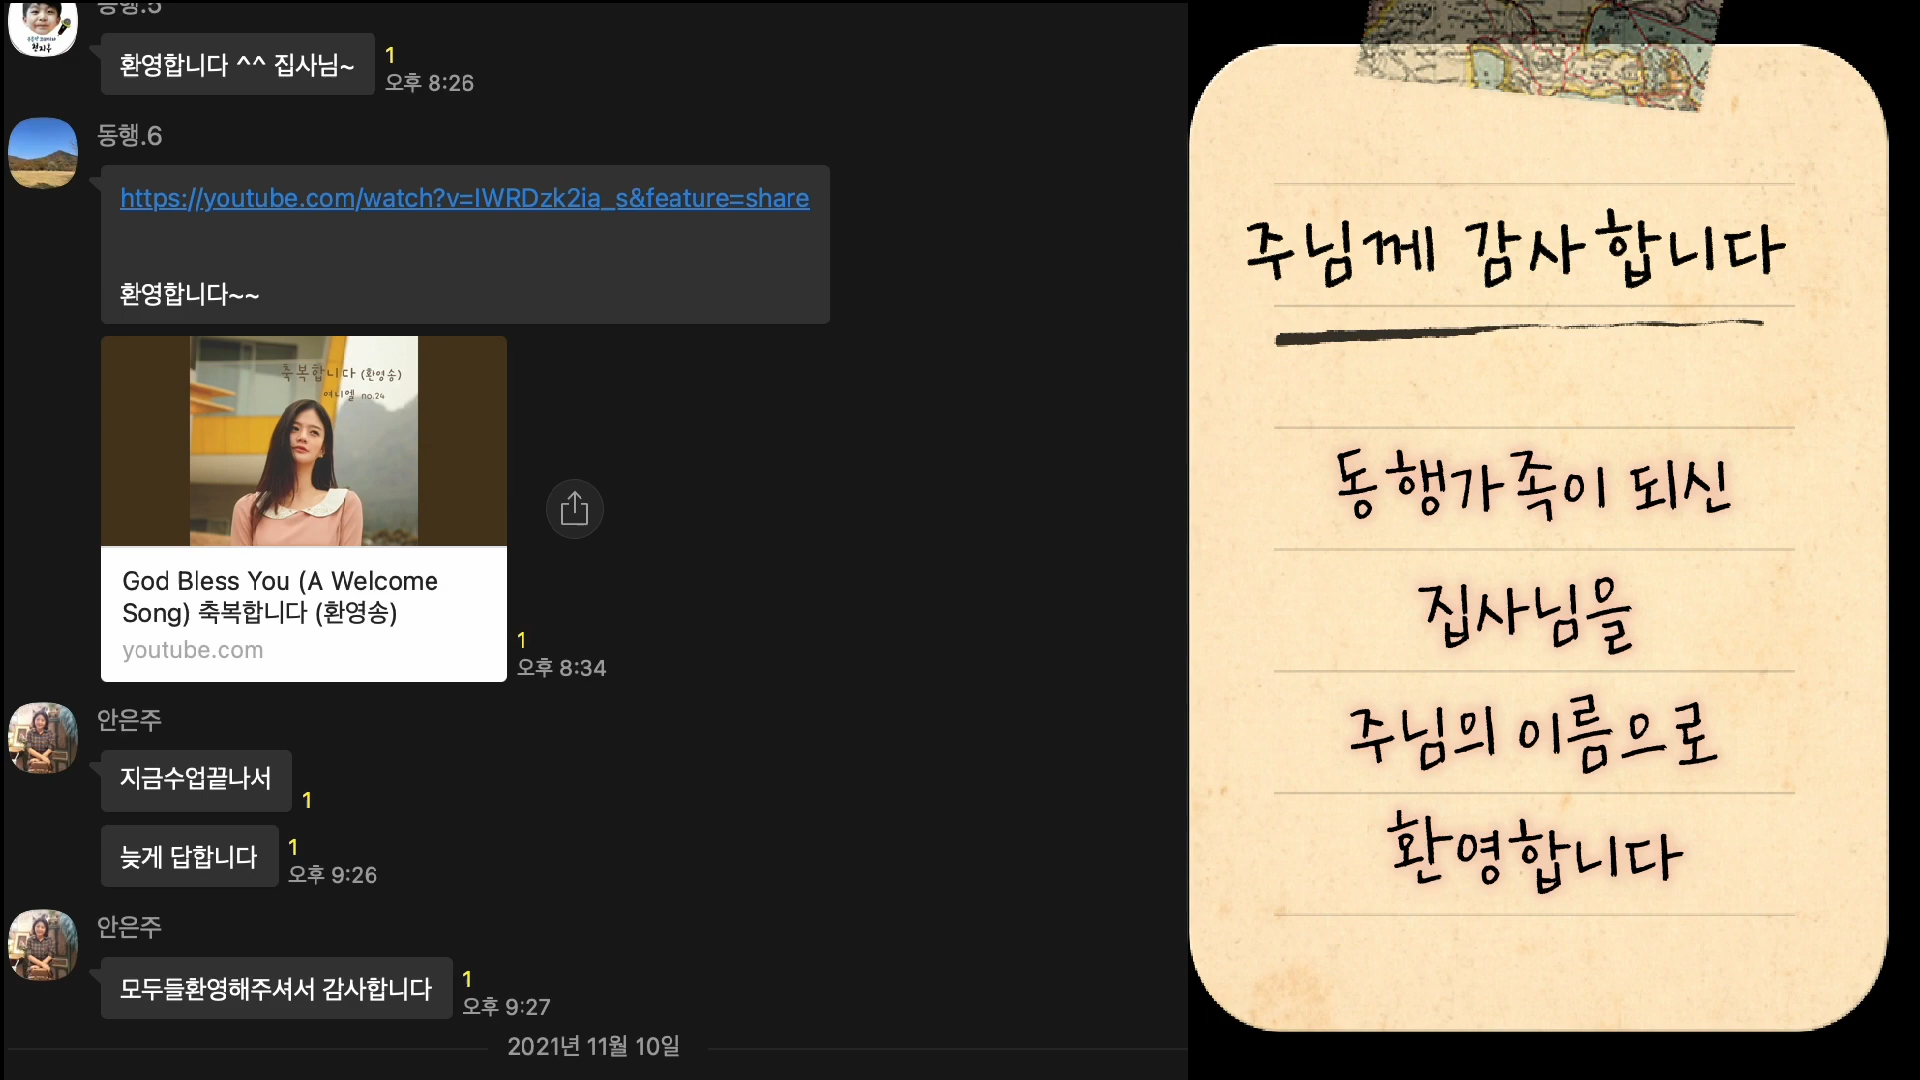 동행.5
환영합니다 ^^ 집사님~
1
오후 8:26
동행.6
https://youtube.com/watch?v=IWRDzk2ia_s&feature=share
환영합니다~~
축복합니다 (환영송)
여니엘 no.24
God Bless You (A Welcome
Song) 축복합니다 (환영송)
youtube.com
1
오후 8:34
안은주
지금수업끝나서
1
늦게 답합니다
1
오후 9:26
안은주
모두들환영해주셔서 감사합니다
1
오후 9:27
2021년 11월 10일
주님께 감사합니다
동행가족이 되신
집사님을
주님의 이름으로
환영합니다